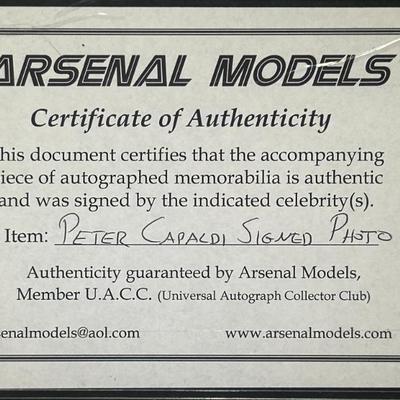 ARSENAL MODELS
Certificate of Authenticity
his document certifies that the accompanying
iece of autographed memorabilia is authentic
and was signed by the indicated celebrity(s).
Item: PETER CAPALDI SIGNED PHOTO
Authenticity guaranteed by Arsenal Models,
Member U.A.C.C. (Universal Autograph Collector Club)
senalmodels@aol.com www.arsenalmodels.com